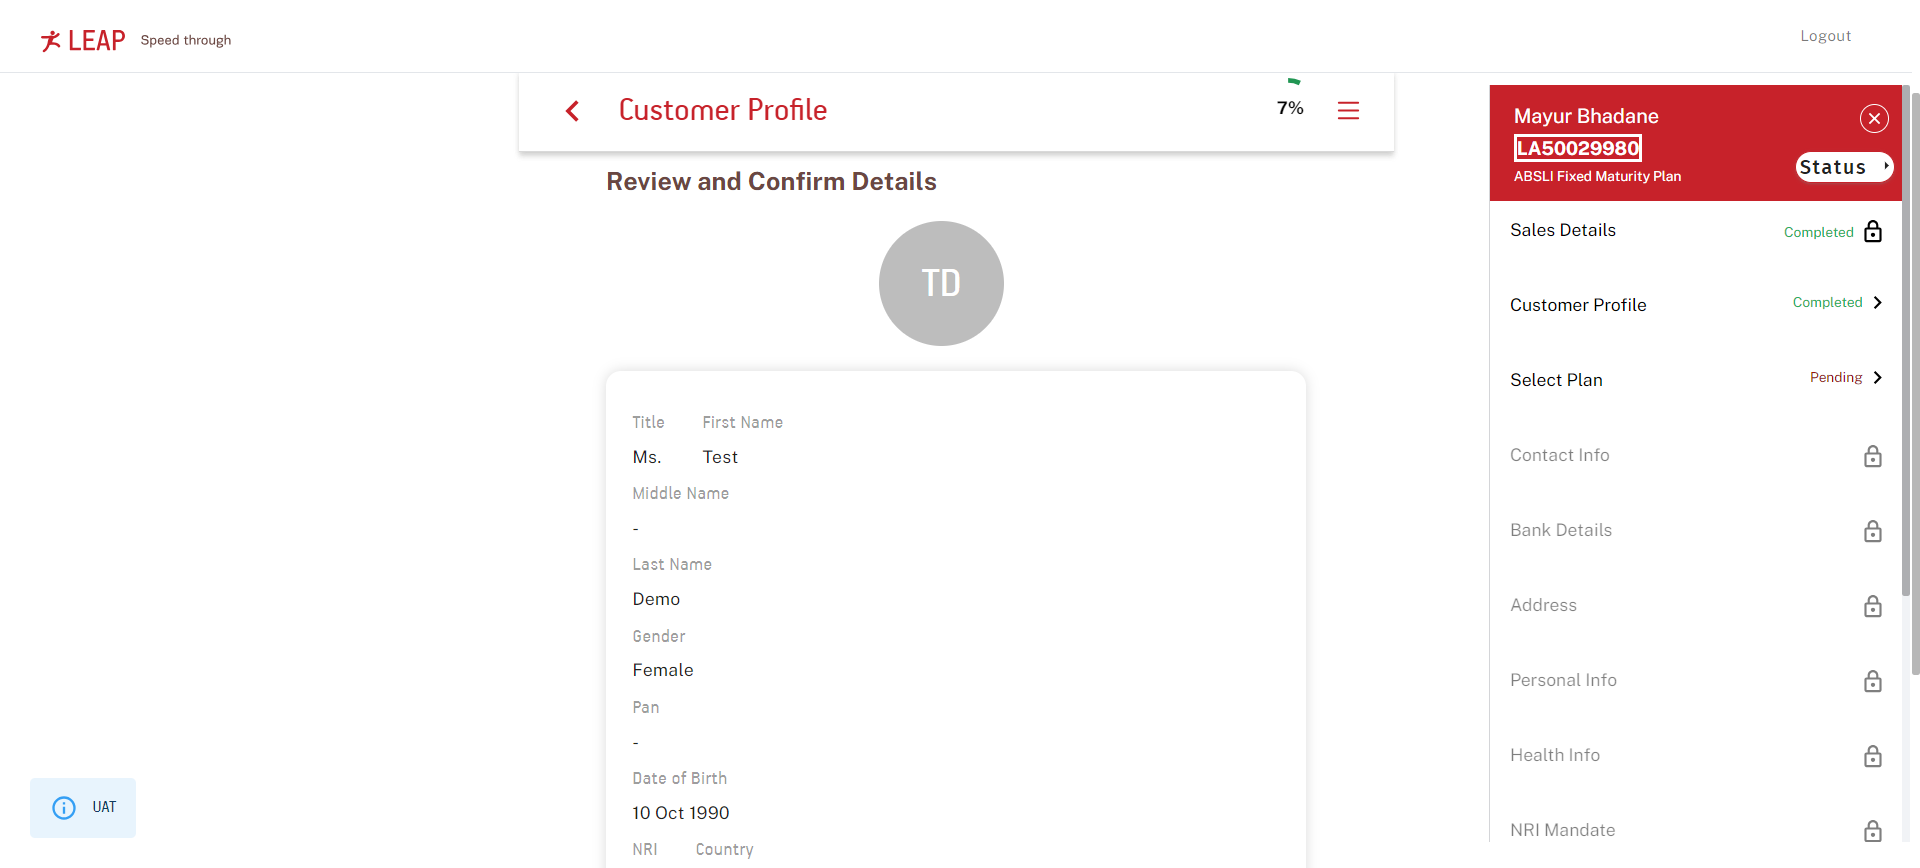 LEAP Speed through
Logout
Customer Profile
7%
Review and Confirm Details
TD
Title First Name
Ms. Test
Middle Name
-
Last Name
Demo
Gender
Female
Pan
-
Date of Birth
10 Oct 1990
NRI Country
UAT
Mayur Bhadane
LA50029980
Status
ABSLI Fixed Maturity Plan
Sales Details Completed
Customer Profile Completed
Select Plan Pending
Contact Info
Bank Details
Address
Personal Info
Health Info
NRI Mandate